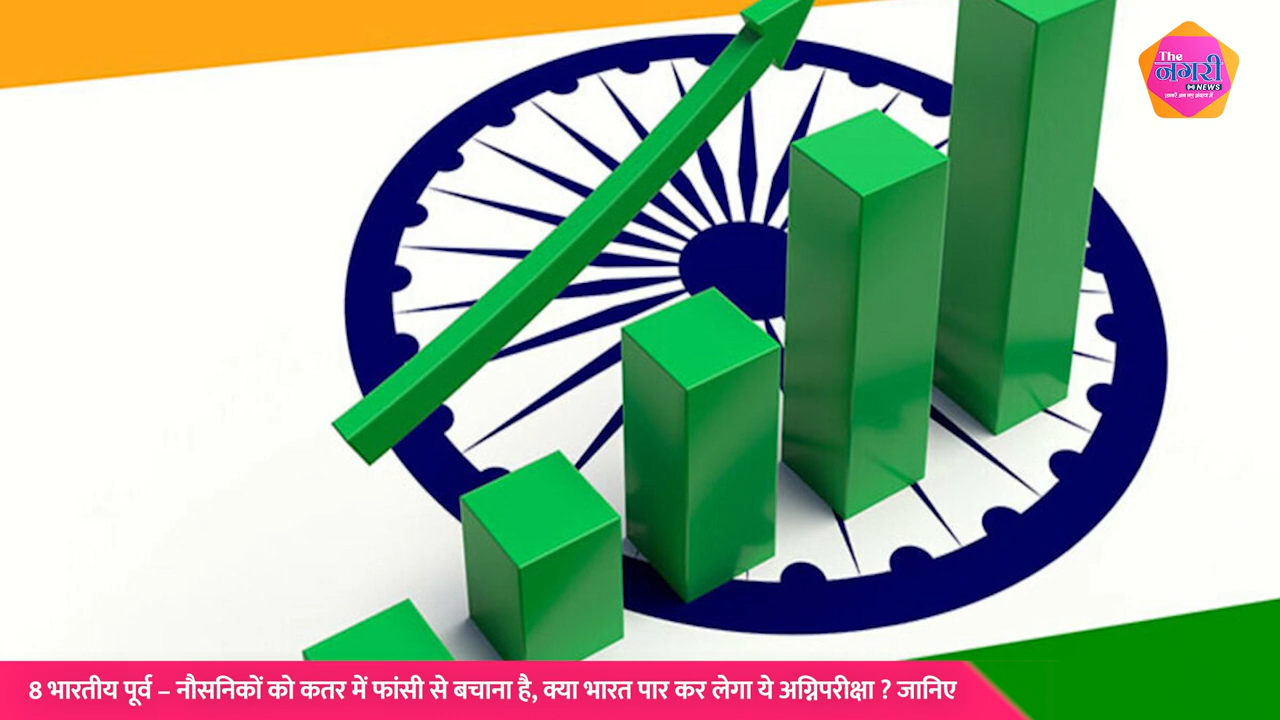 The
नगरी
NEWS
8 भारतीय पूर्व – नौसनिकों को कतर में फांसी से बचाना है, क्या भारत पार कर लेगा ये अग्निपरीक्षा ? जानिए